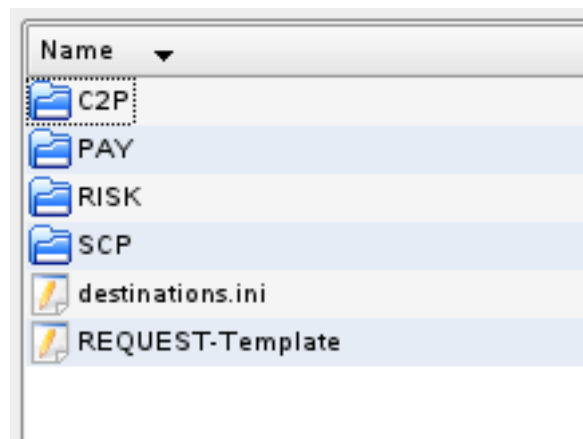 Name
C2P
PAY
RISK
SCP
destinations.ini
REQUEST-Template